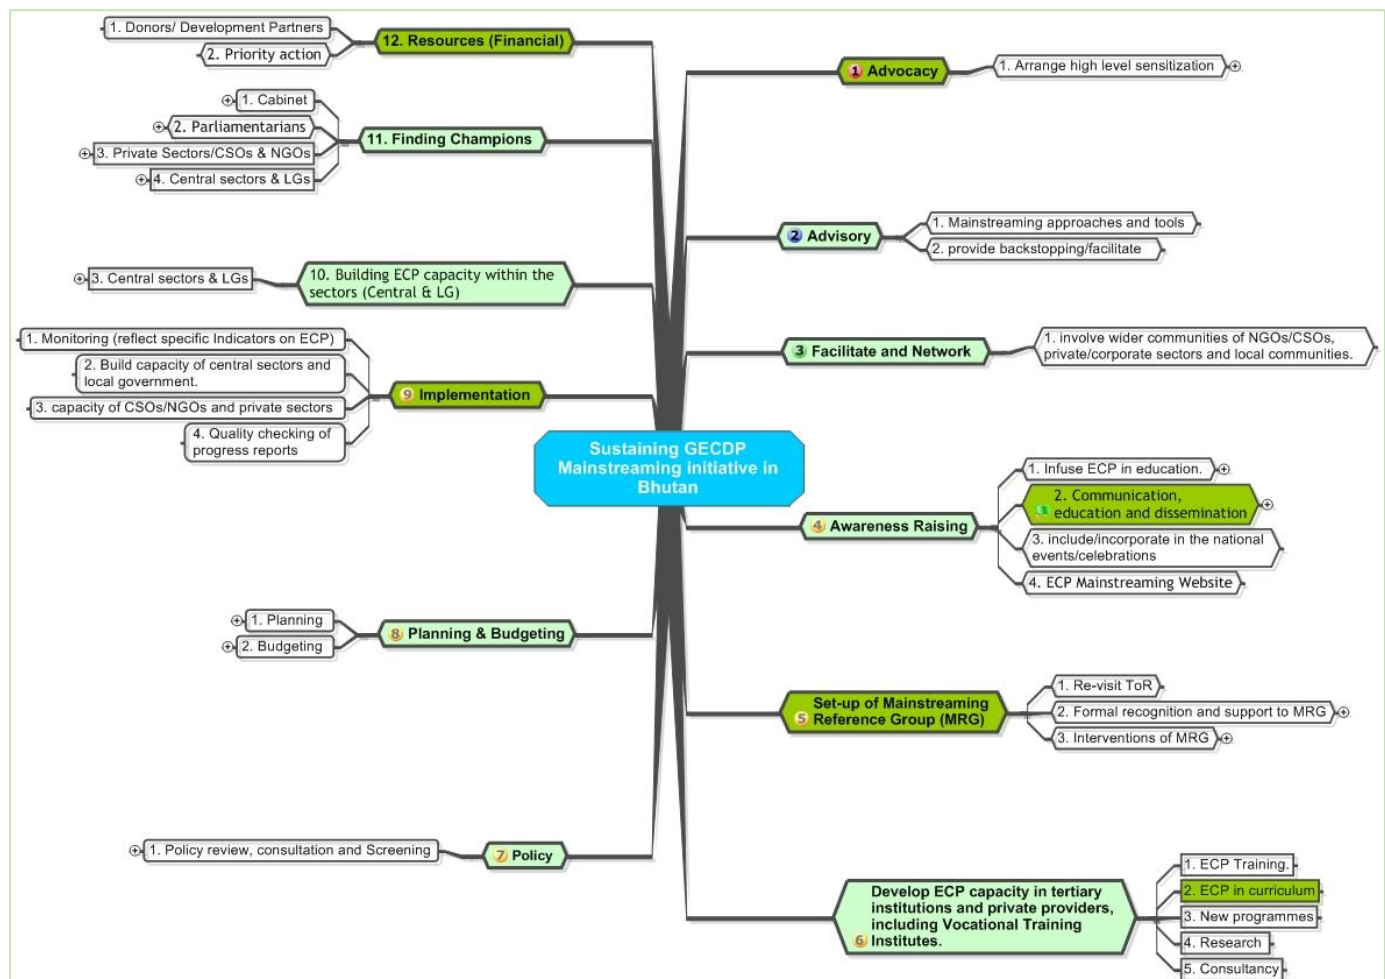 Sustaining GECDP
Mainstreaming initiative in
Bhutan
1 Advocacy
1. Arrange high level sensitization
2 Advisory
1. Mainstreaming approaches and tools
2. provide backstopping/facilitate
3 Facilitate and Network
1. involve wider communities of NGOs/CSOs,
private/corporate sectors and local communities.
4 Awareness Raising
1. Infuse ECP in education.
2. Communication,
education and dissemination
3. include/incorporate in the national
events/celebrations
4. ECP Mainstreaming Website
5 Set-up of Mainstreaming
Reference Group (MRG)
1. Re-visit ToR
2. Formal recognition and support to MRG
3. Interventions of MRG
Develop ECP capacity in tertiary
institutions and private providers,
including Vocational Training
6 Institutes.
1. ECP Training.
2. ECP in curriculum
3. New programmes
4. Research
5. Consultancy
7 Policy
1. Policy review, consultation and Screening
8 Planning & Budgeting
1. Planning
2. Budgeting
9 Implementation
1. Monitoring (reflect specific Indicators on ECP)
2. Build capacity of central sectors and
local government.
3. capacity of CSOs/NGOs and private sectors
4. Quality checking of
progress reports
10. Building ECP capacity within the
sectors (Central & LG)
3. Central sectors & LGs
11. Finding Champions
1. Cabinet
2. Parliamentarians
3. Private Sectors/CSOs & NGOs
4. Central sectors & LGs
12. Resources (Financial)
1. Donors/ Development Partners
2. Priority action